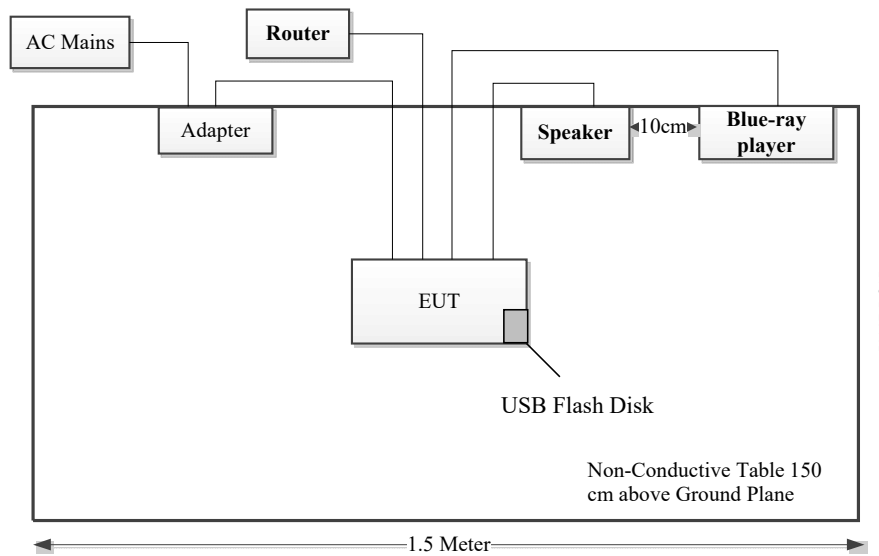 AC Mains
Router
Adapter
Speaker
10cm
Blue-ray
player
EUT
USB Flash Disk
Non-Conductive Table 150
cm above Ground Plane
1.5 Meter